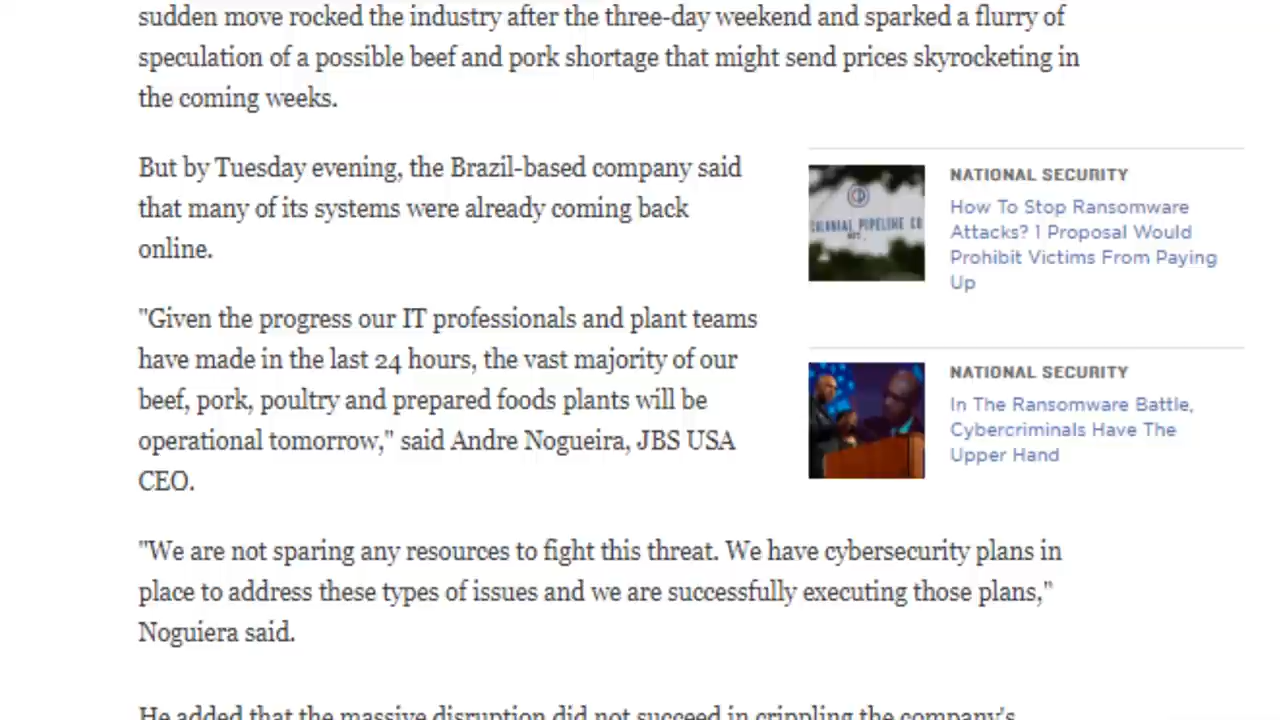 sudden move rocked the industry after the three-day weekend and sparked a flurry of
speculation of a possible beef and pork shortage that might send prices skyrocketing in
the coming weeks.
But by Tuesday evening, the Brazil-based company said
that many of its systems were already coming back
online.
"Given the progress our IT professionals and plant teams
have made in the last 24 hours, the vast majority of our
beef, pork, poultry and prepared foods plants will be
operational tomorrow," said Andre Nogueira, JBS USA
CEO.
COLONIAL PIPELINE CO
NATIONAL SECURITY
How To Stop Ransomware
Attacks? 1 Proposal Would
Prohibit Victims From Paying
Up
NATIONAL SECURITY
In The Ransomware Battle,
Cybercriminals Have The
Upper Hand
"We are not sparing any resources to fight this threat. We have cybersecurity plans in
place to address these types of issues and we are successfully executing those plans,"
Noguiera said.
He added that the massive disruption did not succeed in crippling the company's